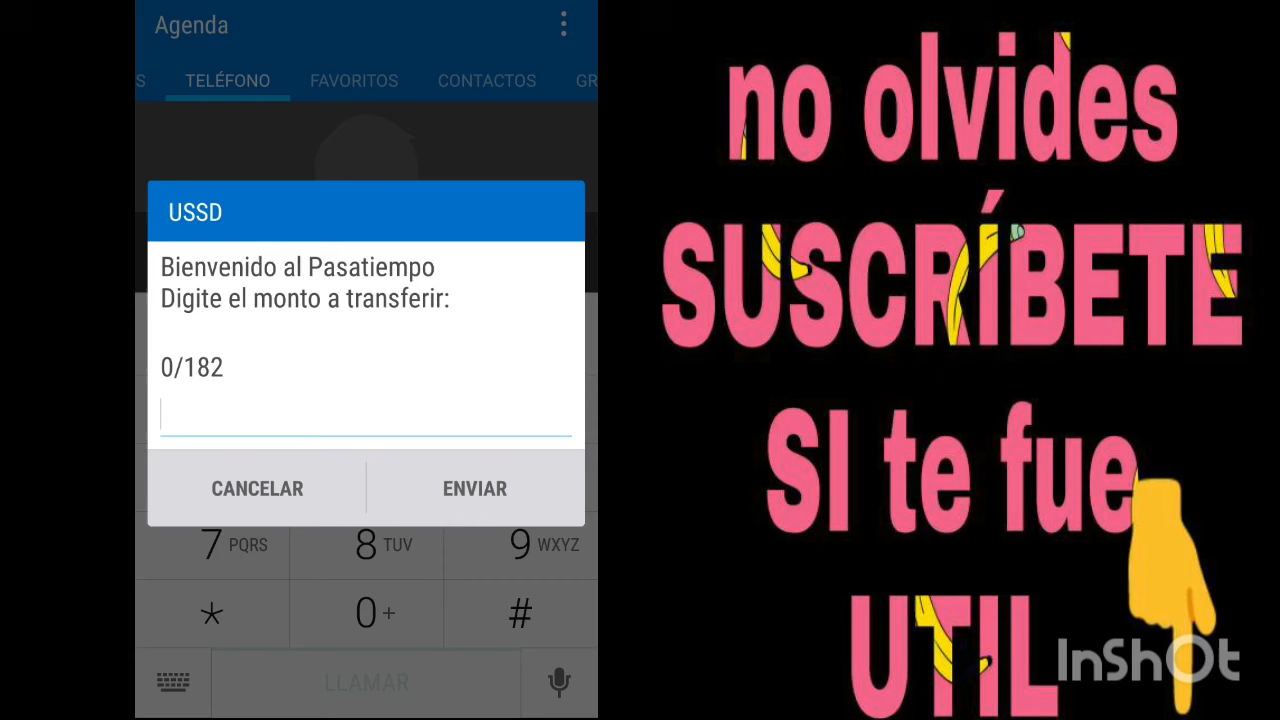 Agenda
S TELÉFONO FAVORITOS CONTACTOS GR
USSD
Bienvenido al Pasatiempo
Digite el monto a transferir:
0/182
CANCELAR ENVIAR
7 PQRS 8 TUV 9 WXYZ
* 0 + #
LLAMAR
no olvides
SUSCRÍBETE
SI te fue
UTIL
InShOt